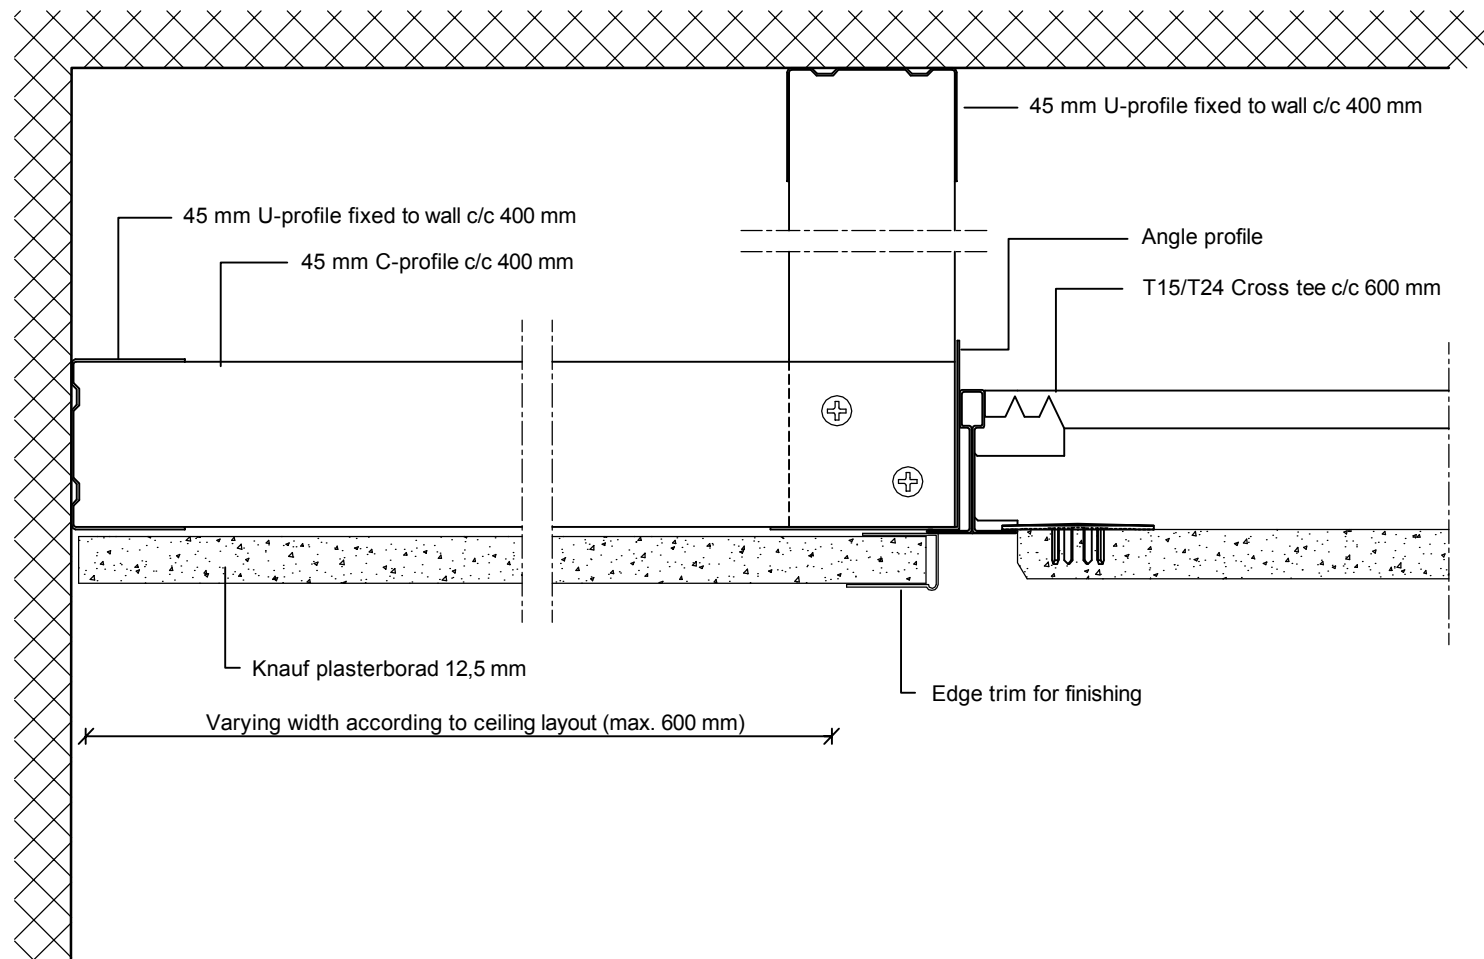 45 mm U-profile fixed to wall c/c 400 mm
45 mm U-profile fixed to wall c/c 400 mm
Angle profile
45 mm C-profile c/c 400 mm
T15/T24 Cross tee c/c 600 mm
Knauf plasterborad 12,5 mm
Edge trim for finishing
Varying width according to ceiling layout (max. 600 mm)